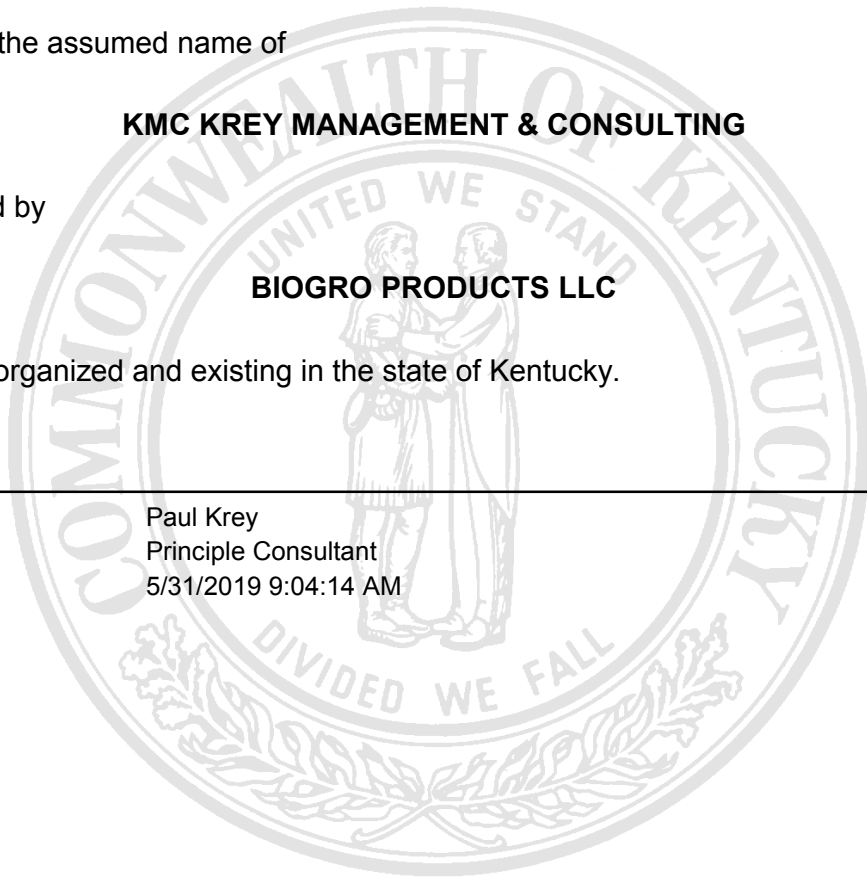 the assumed name of
KMC KREY MANAGEMENT & CONSULTING
by
BIOGRO PRODUCTS LLC
organized and existing in the state of Kentucky.
Paul Krey
Principle Consultant
5/31/2019 9:04:14 AM
COMMONWEALTH OF KENTUCKY
UNITED WE STAND
DIVIDED WE FALL